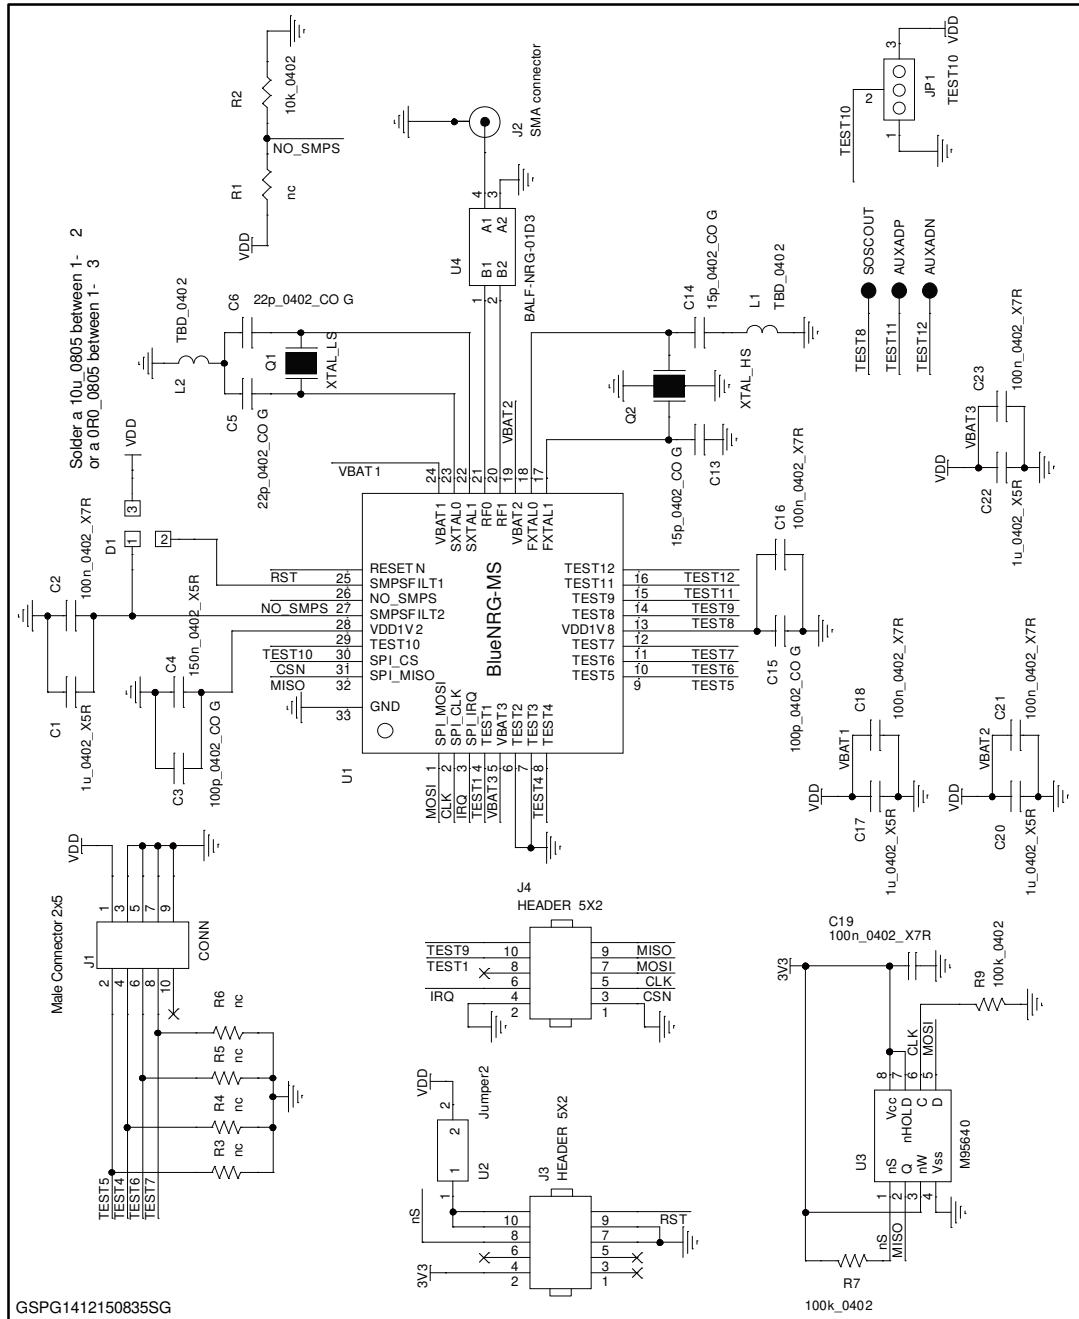 R2
10k_0402
NO_SMPS
R1
nc
VDD
J2
SMA connector
4
3
A1
A2
U4
B1
B2
1
2
BALF-NRG-01D3
3
VDD
2
JP1
TEST10
TEST10
1
SOSCOUT
AUXADP
AUXADN
TEST8
TEST11
TEST12
Solder a 10u_0805 between 1- 2
or a 0R0_0805 between 1- 3
TBD_0402
L2
C6
22p_0402_CO G
Q1
XTAL_LS
C5
22p_0402_CO G
C14
15p_0402_CO G
L1
TBD_0402
XTAL_HS
Q2
C13
15p_0402_CO G
C23
100n_0402_X7R
VBAT3
VDD
C22
1u_0402_X5R
VDD
3
D1
1
2
C2
100n_0402_X7R
C1
1u_0402_X5R
C4
150n_0402_X5R
C3
100p_0402_CO G
VBAT1
VBAT2
24
23
22
21
20
19
18
17
VBAT1
SXTAL0
SXTAL1
RF0
RF1
VBAT2
FXTAL0
FXTAL1
RESETN
SMPSFILT1
NO_SMPS
SMPSFILT2
VDD1V2
TEST10
SPI_CS
SPI_MISO
GND
RST
25
26
NO_SMPS
27
28
29
TEST10
30
CSN
31
MISO
32
33
BlueNRG-MS
TEST12
TEST11
TEST9
TEST8
VDD1V8
TEST7
TEST6
TEST5
16
TEST12
15
TEST11
14
TEST9
13
TEST8
12
11
TEST7
10
TEST6
9
TEST5
SPI_MOSI
SPI_CLK
SPI_IRQ
TEST1
VBAT3
TEST2
TEST3
TEST4
U1
MOSI 1
CLK 2
IRQ 3
TEST1 4
VBAT3 5
6
7
TEST4 8
C16
100n_0402_X7R
C15
100p_0402_CO G
C18
100n_0402_X7R
VBAT1
VDD
C17
1u_0402_X5R
C21
100n_0402_X7R
VBAT2
VDD
C20
1u_0402_X5R
Male Connector 2x5
VDD
1
3
5
7
9
J1
CONN
2
4
6
8
10
R6
nc
R5
nc
R4
nc
R3
nc
TEST5
TEST4
TEST6
TEST7
J4
HEADER 5X2
TEST9
10
9
MISO
TEST1
8
7
MOSI
6
5
CLK
IRQ
4
3
CSN
2
1
VDD
2
2
Jumper2
1
U2
1
J3
HEADER 5X2
nS
10
9
RST
8
7
6
5
4
3
3V3
2
1
C19
100n_0402_X7R
3V3
R9
100k_0402
CLK
MOSI
8
7
6
5
Vcc
nHOLD
C
D
U3
M95640
nS
Q
nW
Vss
1
2
3
4
nS
MISO
R7
100k_0402
GSPG1412150835SG